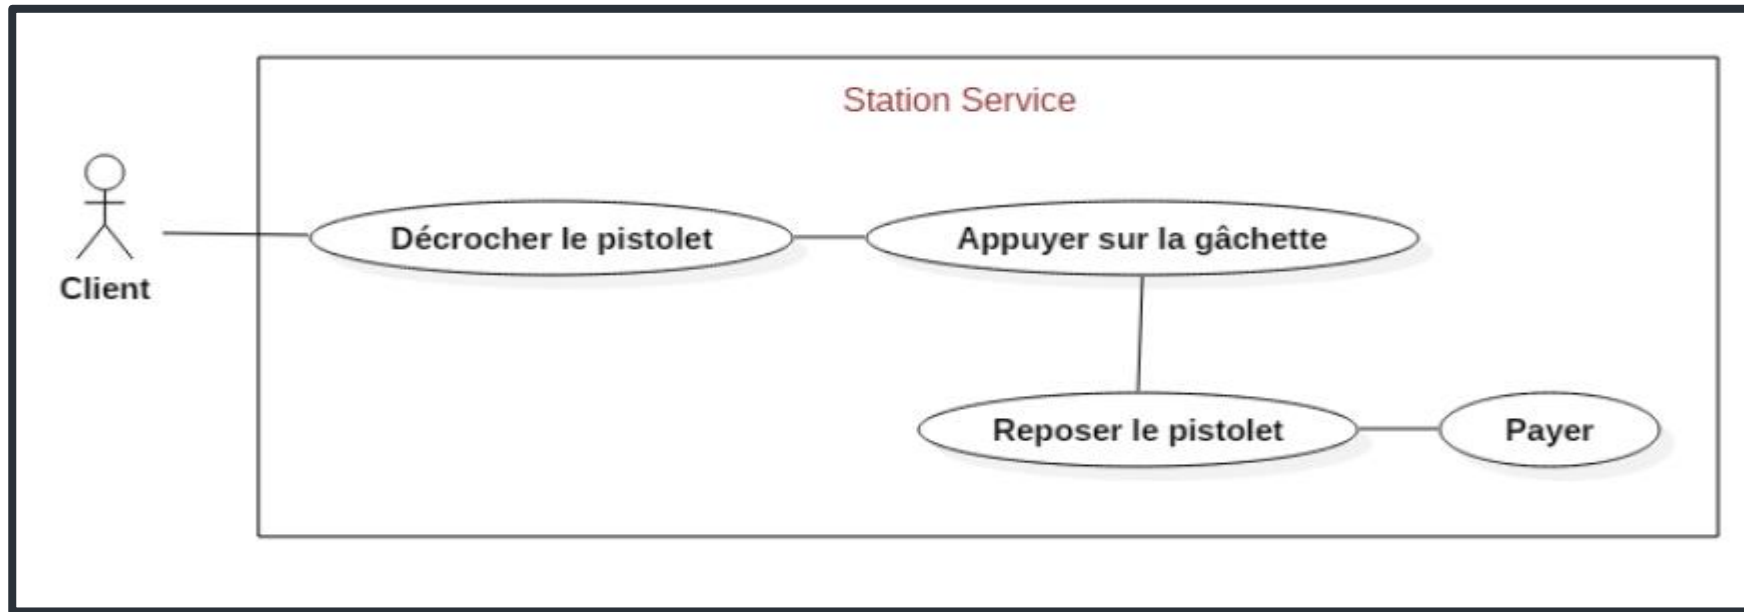 Station Service
Décrocher le pistolet
Appuyer sur la gâchette
Client
Reposer le pistolet
Payer